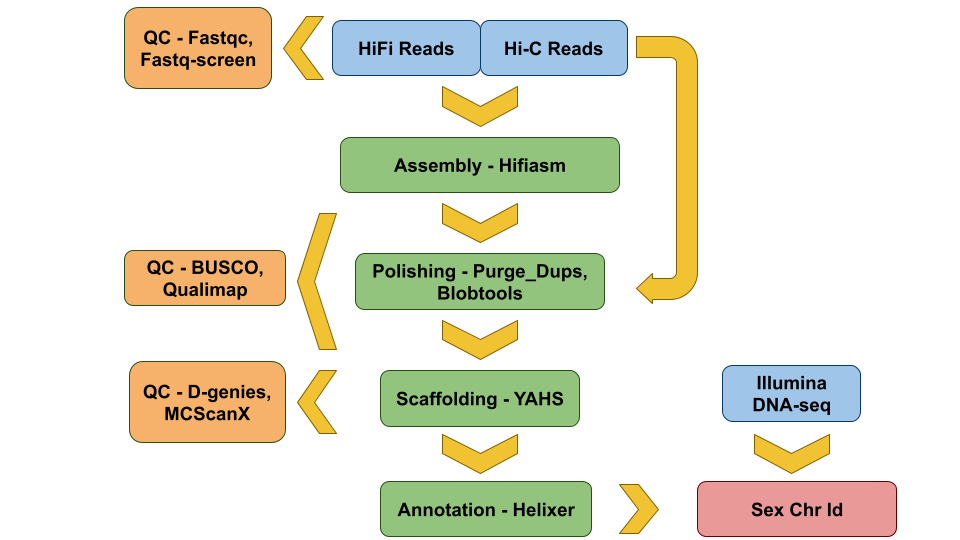 QC - Fastqc,
Fastq-screen
HiFi Reads
Hi-C Reads
Assembly - Hifiasm
QC - BUSCO,
Qualimap
Polishing - Purge_Dups,
Blobtools
QC - D-genies,
MCScanX
Scaffolding - YAHS
Illumina
DNA-seq
Annotation - Helixer
Sex Chr Id